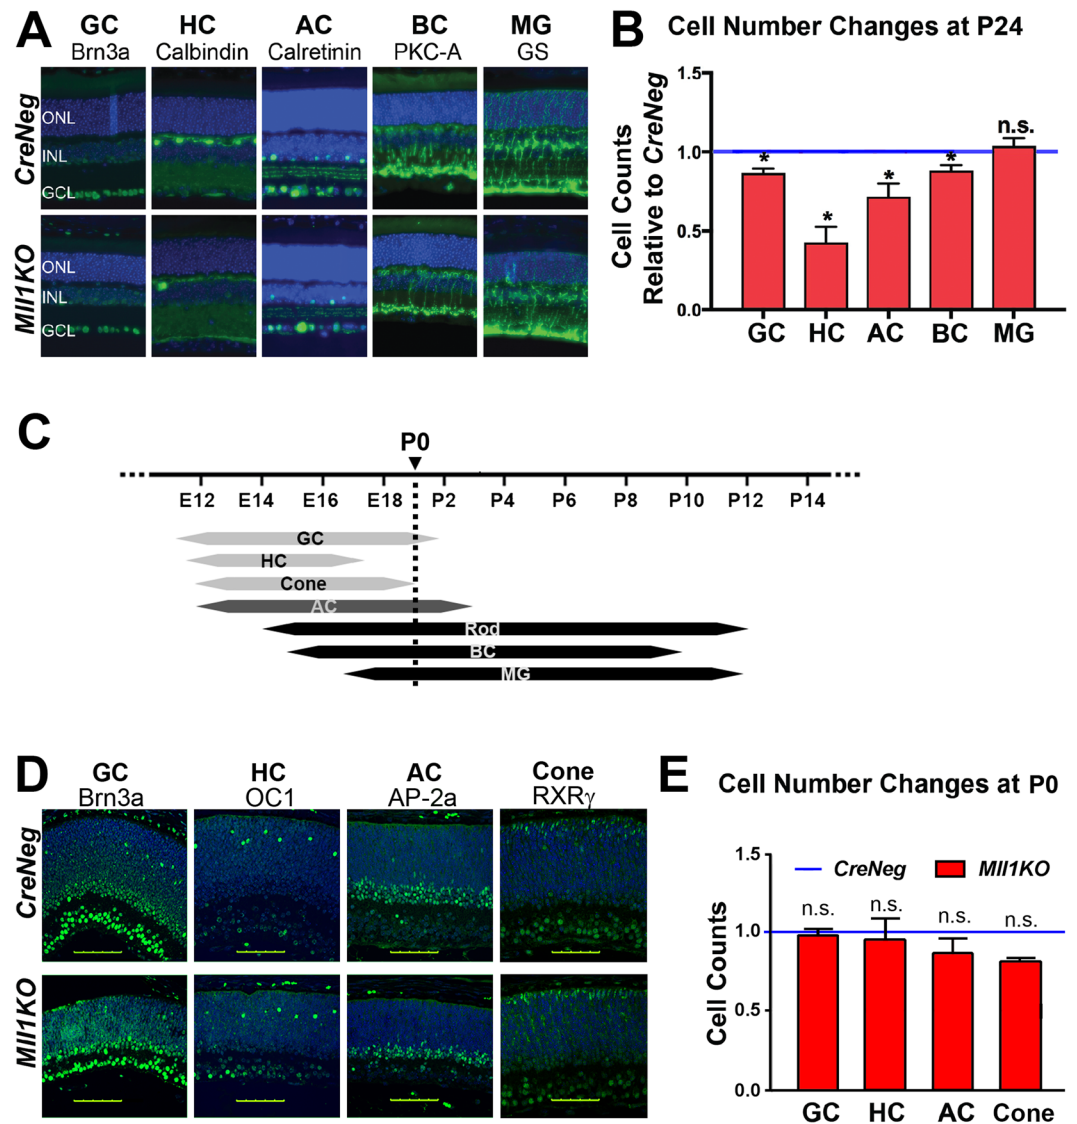 A
GC HC AC BC MG
Brn3a Calbindin Calretinin PKC-A GS
CreNeg
ONL
INL
GCL
Mll1KO
ONL
INL
GCL
B
Cell Number Changes at P24
Cell Counts
Relative to CreNeg
1.5
1.0
0.5
0.0
* * * * n.s.
GC HC AC BC MG
C
P0
E12 E14 E16 E18 P2 P4 P6 P8 P10 P12 P14
GC
HC
Cone
AC
Rod
BC
MG
D
GC HC AC Cone
Brn3a OC1 AP-2a RXRγ
CreNeg
Mll1KO
E
Cell Number Changes at P0
Cell Counts
1.5
1.0
0.5
0.0
CreNeg Mll1KO
n.s. n.s. n.s. n.s.
GC HC AC Cone